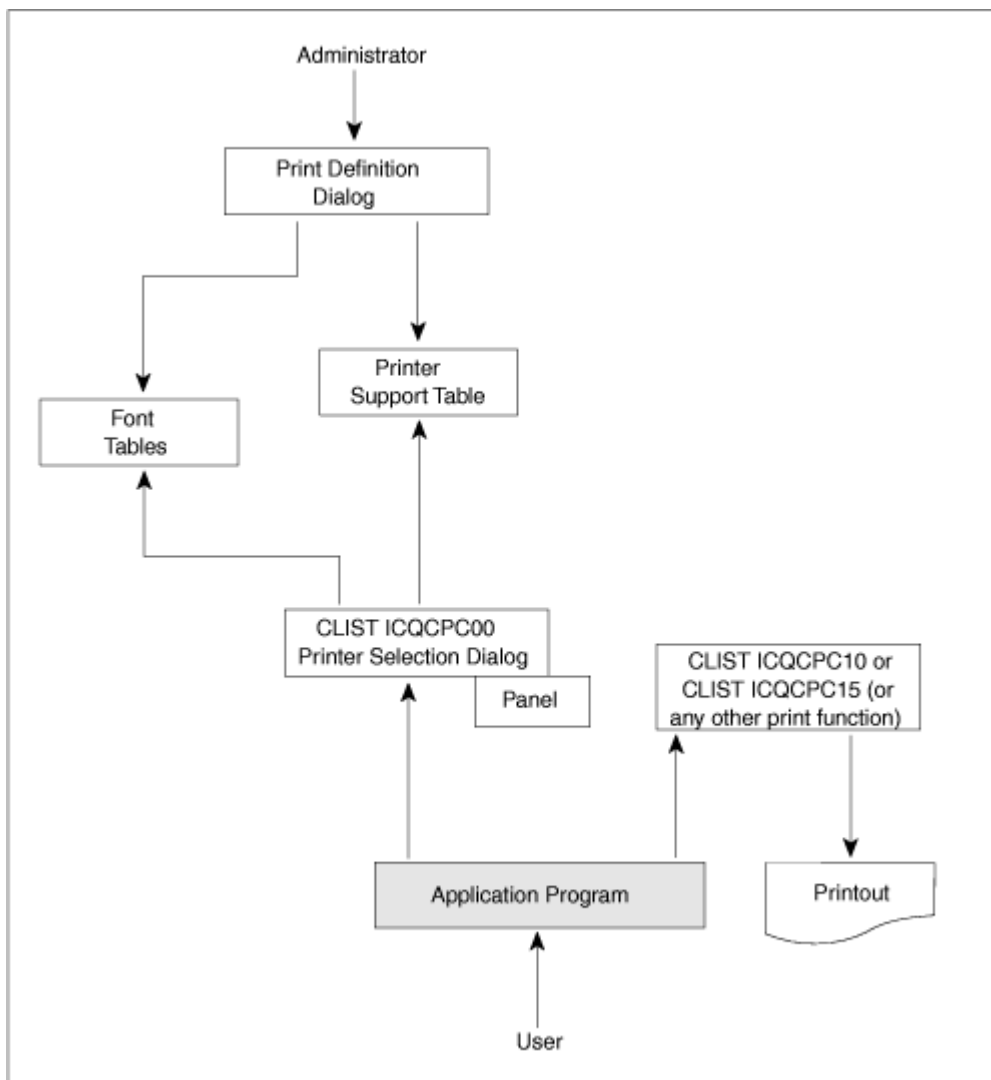 Administrator
Print Definition
Dialog
Printer
Support Table
Font
Tables
CLIST ICQCPC00
Printer Selection Dialog
Panel
CLIST ICQCPC10 or
CLIST ICQCPC15 (or
any other print function)
Application Program
Printout
User